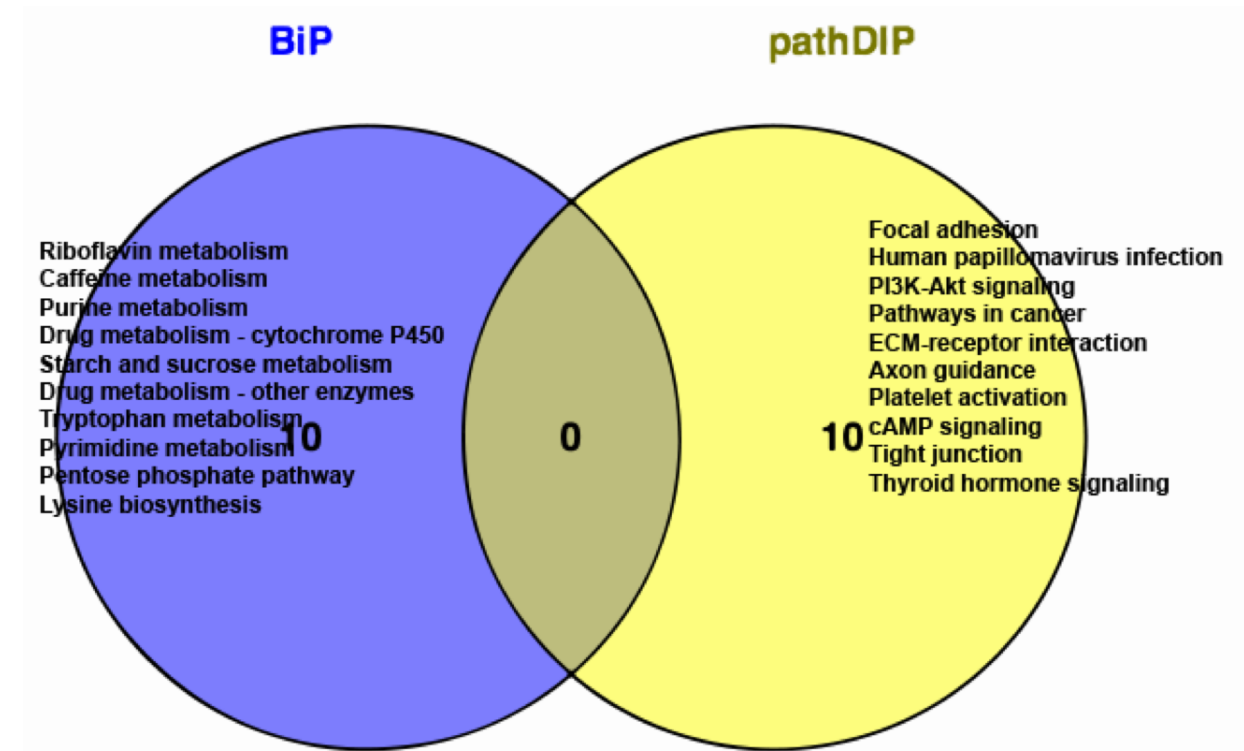 BiP
pathDIP
Riboflavin metabolism
Caffeine metabolism
Purine metabolism
Drug metabolism - cytochrome P450
Starch and sucrose metabolism
Drug metabolism - other enzymes
Tryptophan metabolism
Pyrimidine metabolism
Pentose phosphate pathway
Lysine biosynthesis
10
0
10
Focal adhesion
Human papillomavirus infection
PI3K-Akt signaling
Pathways in cancer
ECM-receptor interaction
Axon guidance
Platelet activation
cAMP signaling
Tight junction
Thyroid hormone signaling